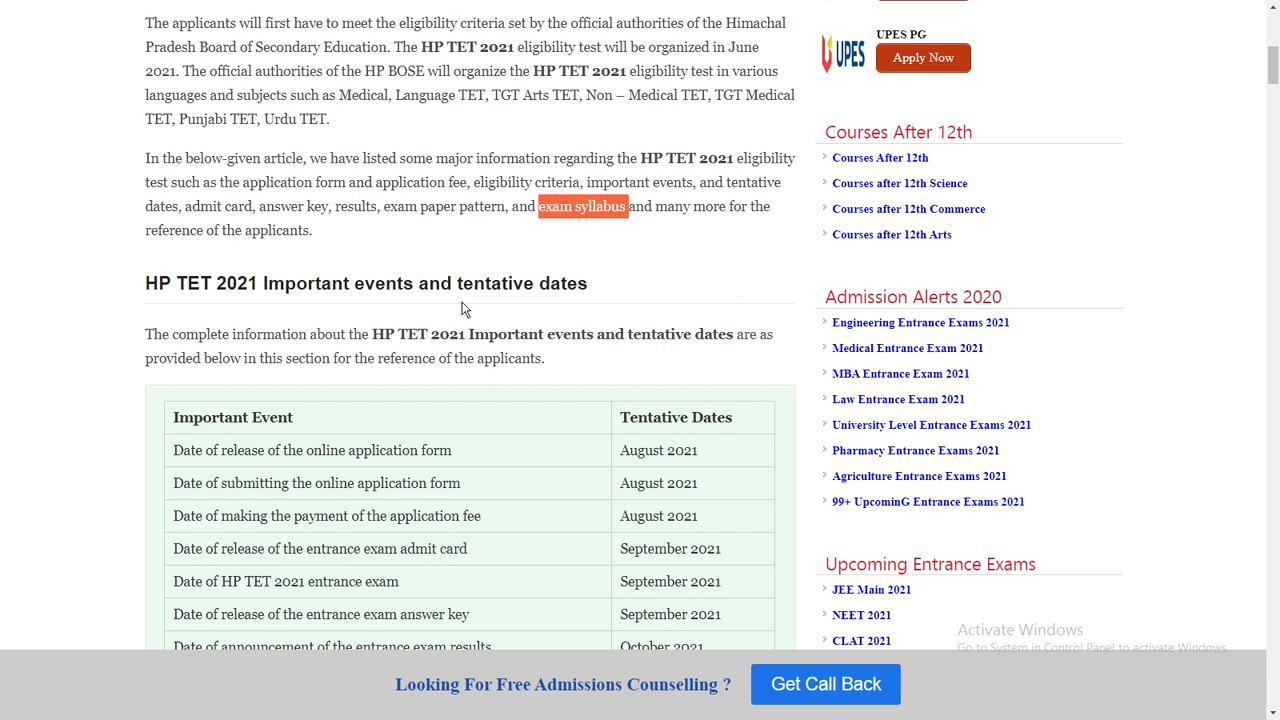 The applicants will first have to meet the eligibility criteria set by the official authorities of the Himachal
Pradesh Board of Secondary Education. The HP TET 2021 eligibility test will be organized in June
2021. The official authorities of the HP BOSE will organize the HP TET 2021 eligibility test in various
languages and subjects such as Medical, Language TET, TGT Arts TET, Non – Medical TET, TGT Medical
TET, Punjabi TET, Urdu TET.
In the below-given article, we have listed some major information regarding the HP TET 2021 eligibility
test such as the application form and application fee, eligibility criteria, important events, and tentative
dates, admit card, answer key, results, exam paper pattern, and exam syllabus and many more for the
reference of the applicants.
HP TET 2021 Important events and tentative dates
The complete information about the HP TET 2021 Important events and tentative dates are as
provided below in this section for the reference of the applicants.
Important Event Tentative Dates
Date of release of the online application form August 2021
Date of submitting the online application form August 2021
Date of making the payment of the application fee August 2021
Date of release of the entrance exam admit card September 2021
Date of HP TET 2021 entrance exam September 2021
Date of release of the entrance exam answer key September 2021
Date of announcement of the entrance exam results October 2021
UPES PG
UPES
Apply Now
Courses After 12th
Courses After 12th
Courses after 12th Science
Courses after 12th Commerce
Courses after 12th Arts
Admission Alerts 2020
Engineering Entrance Exams 2021
Medical Entrance Exam 2021
MBA Entrance Exam 2021
Law Entrance Exam 2021
University Level Entrance Exams 2021
Pharmacy Entrance Exams 2021
Agriculture Entrance Exams 2021
99+ UpcominG Entrance Exams 2021
Upcoming Entrance Exams
JEE Main 2021
NEET 2021
CLAT 2021
Activate Windows
Go to System in Control Panel to activate Windows.
Looking For Free Admissions Counselling ?
Get Call Back